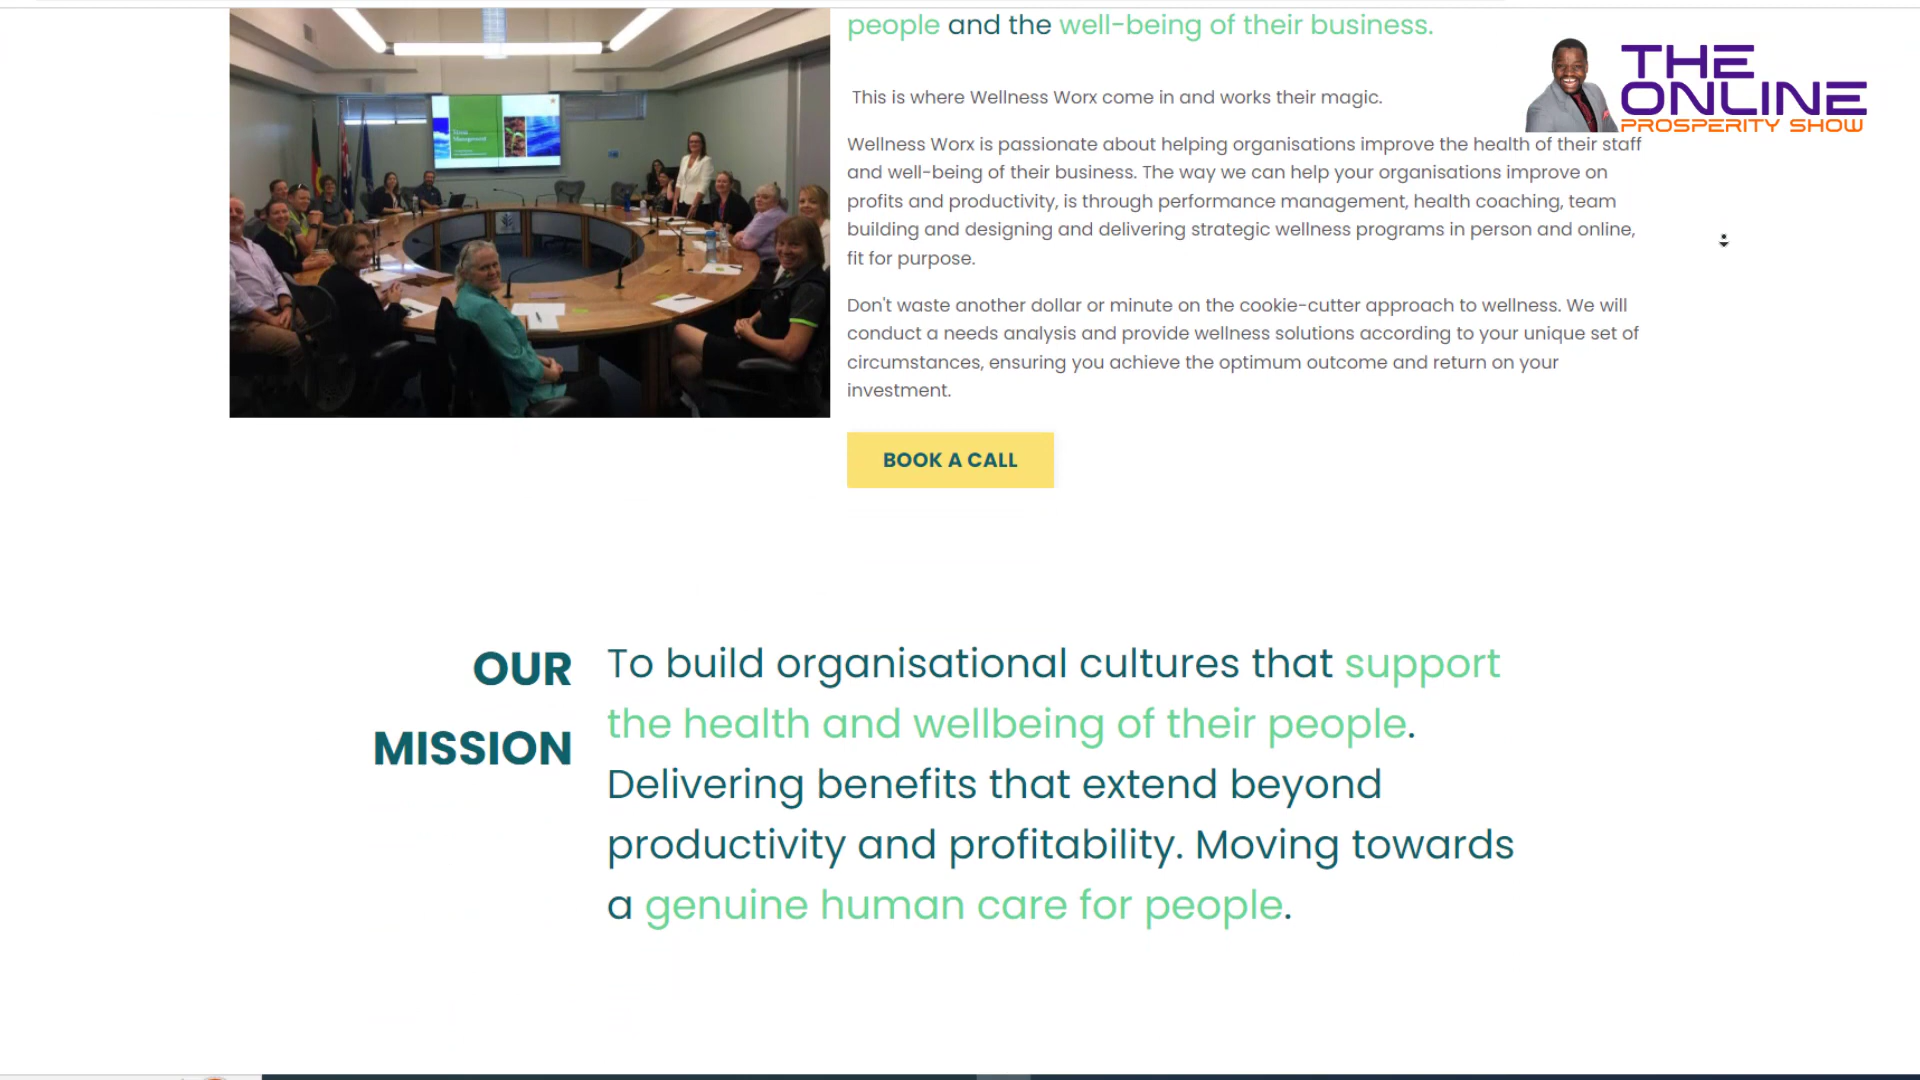 people and the well-being of their business.
THE
ONLINE
PROSPERITY SHOW
This is where Wellness Worx come in and works their magic.
Wellness Worx is passionate about helping organisations improve the health of their staff
and well-being of their business. The way we can help your organisations improve on
profits and productivity, is through performance management, health coaching, team
building and designing and delivering strategic wellness programs in person and online,
fit for purpose.
Don't waste another dollar or minute on the cookie-cutter approach to wellness. We will
conduct a needs analysis and provide wellness solutions according to your unique set of
circumstances, ensuring you achieve the optimum outcome and return on your
investment.
BOOK A CALL
OUR
MISSION
To build organisational cultures that support
the health and wellbeing of their people.
Delivering benefits that extend beyond
productivity and profitability. Moving towards
a genuine human care for people.